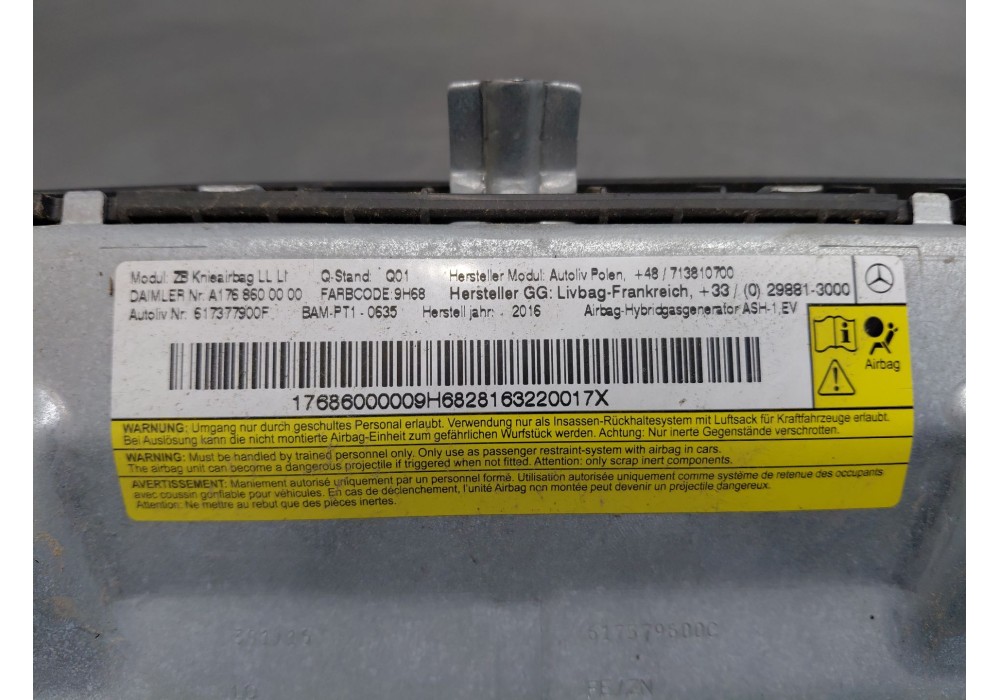 Modul: ZB Knieairbag LL LI Q-Stand: Q01 Hersteller Modul: Autoliv Polen, +48/713810700
DAIMLER Nr. A176 860 00 00 FARBCODE: 9H68 Hersteller GG: Livbag-Frankreich, +33/(0) 29881-3000
Autoliv Nr: 617377900F BAM-PT1-0635 Herstelljahr: 2016 Airbag-Hybridgasgenerator ASH-1,EV
Airbag
17686000009H6828163220017X
WARNUNG: Umgang nur durch geschultes Personal erlaubt. Verwendung nur als Insassen-Rückhaltesystem mit Luftsack für Kraftfahrzeuge erlaubt.
Bei Auslösung kann die nicht montierte Airbag-Einheit zum gefährlichen Wurfstück werden. Achtung: Nur inerte Gegenstände verschrotten.
WARNING: Must be handled by trained personnel only. Only use as passenger restraint-system with airbag in cars.
The airbag unit can become a dangerous projectile if triggered when not fitted. Attention: only scrap inert components.
AVERTISSEMENT: Maniement autorisé uniquement par un personnel formé. Utilisation autorisée uniquement comme système de retenue des occupants
avec coussin gonflable pour véhicules. En cas de déclenchement, l'unité Airbag non montée peut devenir un projectile dangereux.
Attention: Ne mettre au rebut que des pièces inertes.
617379600C